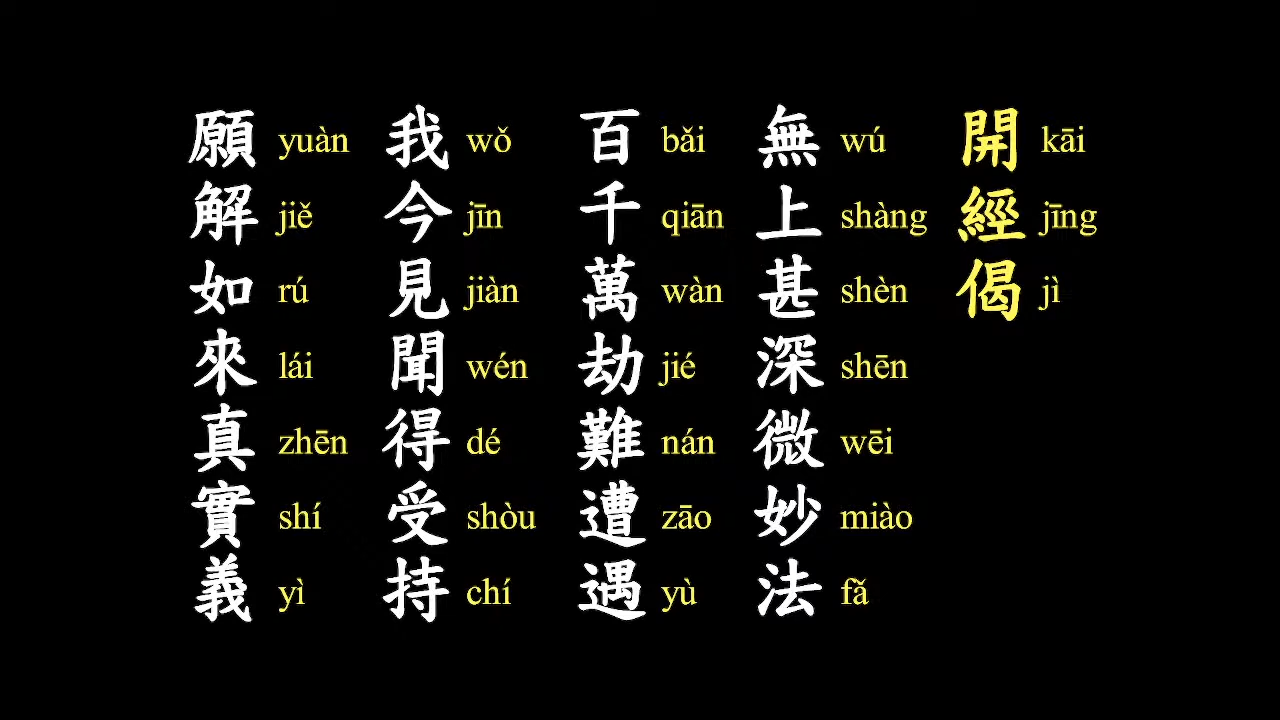 開經偈
kāi jīng jì
無上甚深微妙法
wú shàng shèn shēn wēi miào fǎ
百千萬劫難遭遇
bǎi qiān wàn jié nán zāo yù
我今見聞得受持
wǒ jīn jiàn wén dé shòu chí
願解如來真實義
yuàn jiě rú lái zhēn shí yì